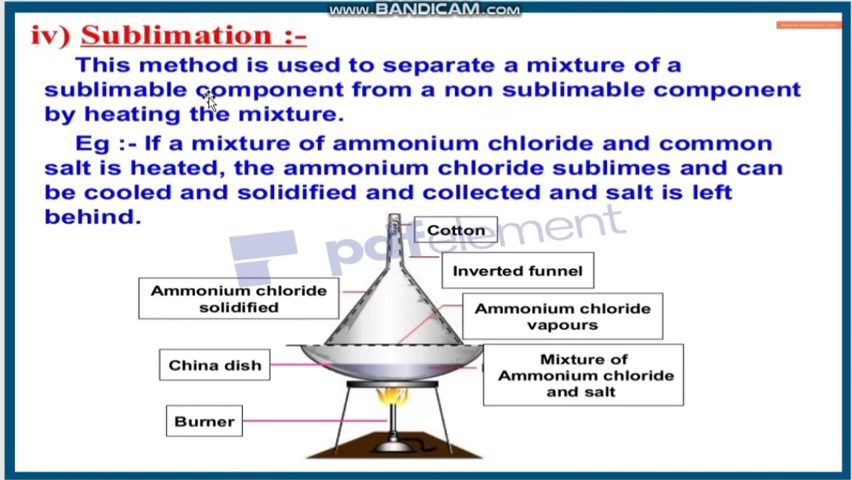 www.BANDICAM.com
iv) Sublimation :-
This method is used to separate a mixture of a
sublimable component from a non sublimable component
by heating the mixture.
Eg :- If a mixture of ammonium chloride and common
salt is heated, the ammonium chloride sublimes and can
be cooled and solidified and collected and salt is left
behind.
pdfelement
Cotton
Inverted funnel
Ammonium chloride
solidified
Ammonium chloride
vapours
China dish
Mixture of
Ammonium chloride
and salt
Burner